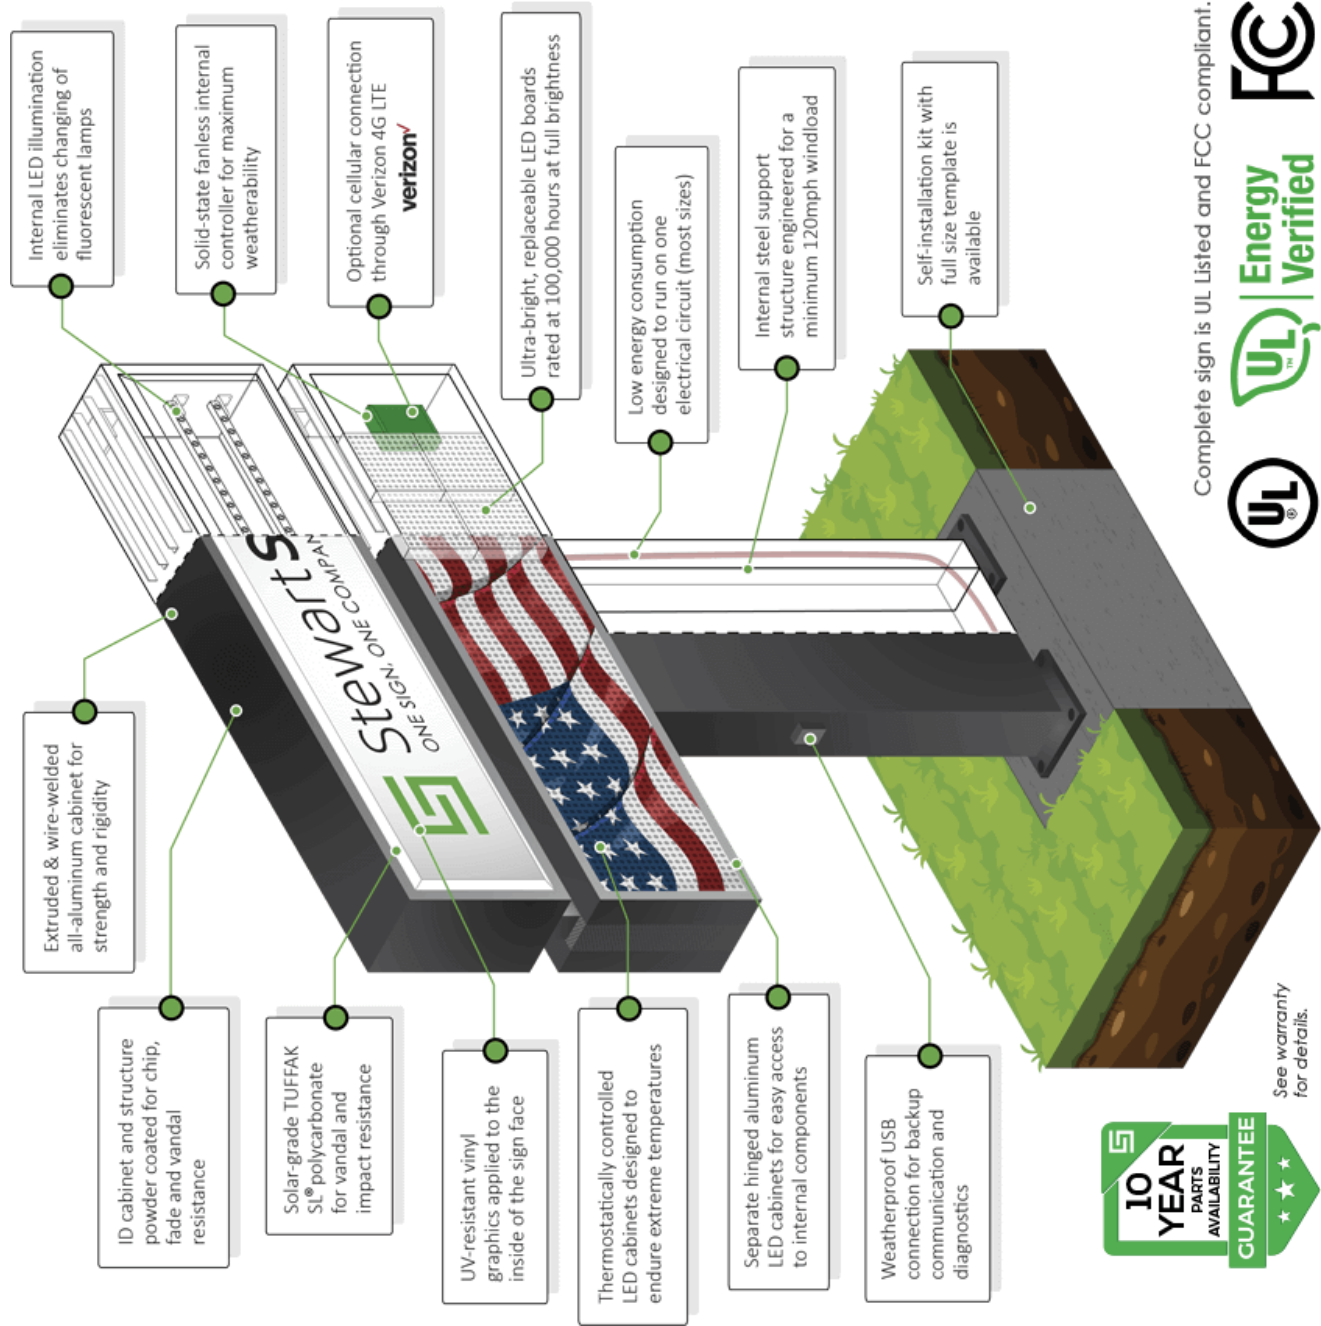 Extruded & wire-welded
all-aluminum cabinet for
strength and rigidity
ID cabinet and structure
powder coated for chip,
fade and vandal
resistance
Solar-grade TUFFAK
SL® polycarbonate
for vandal and
impact resistance
UV-resistant vinyl
graphics applied to the
inside of the sign face
Thermostatically controlled
LED cabinets designed to
endure extreme temperatures
Separate hinged aluminum
LED cabinets for easy access
to internal components
Weatherproof USB
connection for backup
communication and
diagnostics
Stewarts
ONE SIGN, ONE COMPAN
Internal LED illumination
eliminates changing of
fluorescent lamps
Solid-state fanless internal
controller for maximum
weatherability
Optional cellular connection
through Verizon 4G LTE
verizon✓
Ultra-bright, replaceable LED boards
rated at 100,000 hours at full brightness
Low energy consumption
designed to run on one
electrical circuit (most sizes)
Internal steel support
structure engineered for a
minimum 120mph windload
Self-installation kit with
full size template is
available
10
YEAR
PARTS
AVAILABILITY
GUARANTEE
See warranty
for details.
Complete sign is UL Listed and FCC compliant.
UL ®
UL ™
Energy
Verified
FC